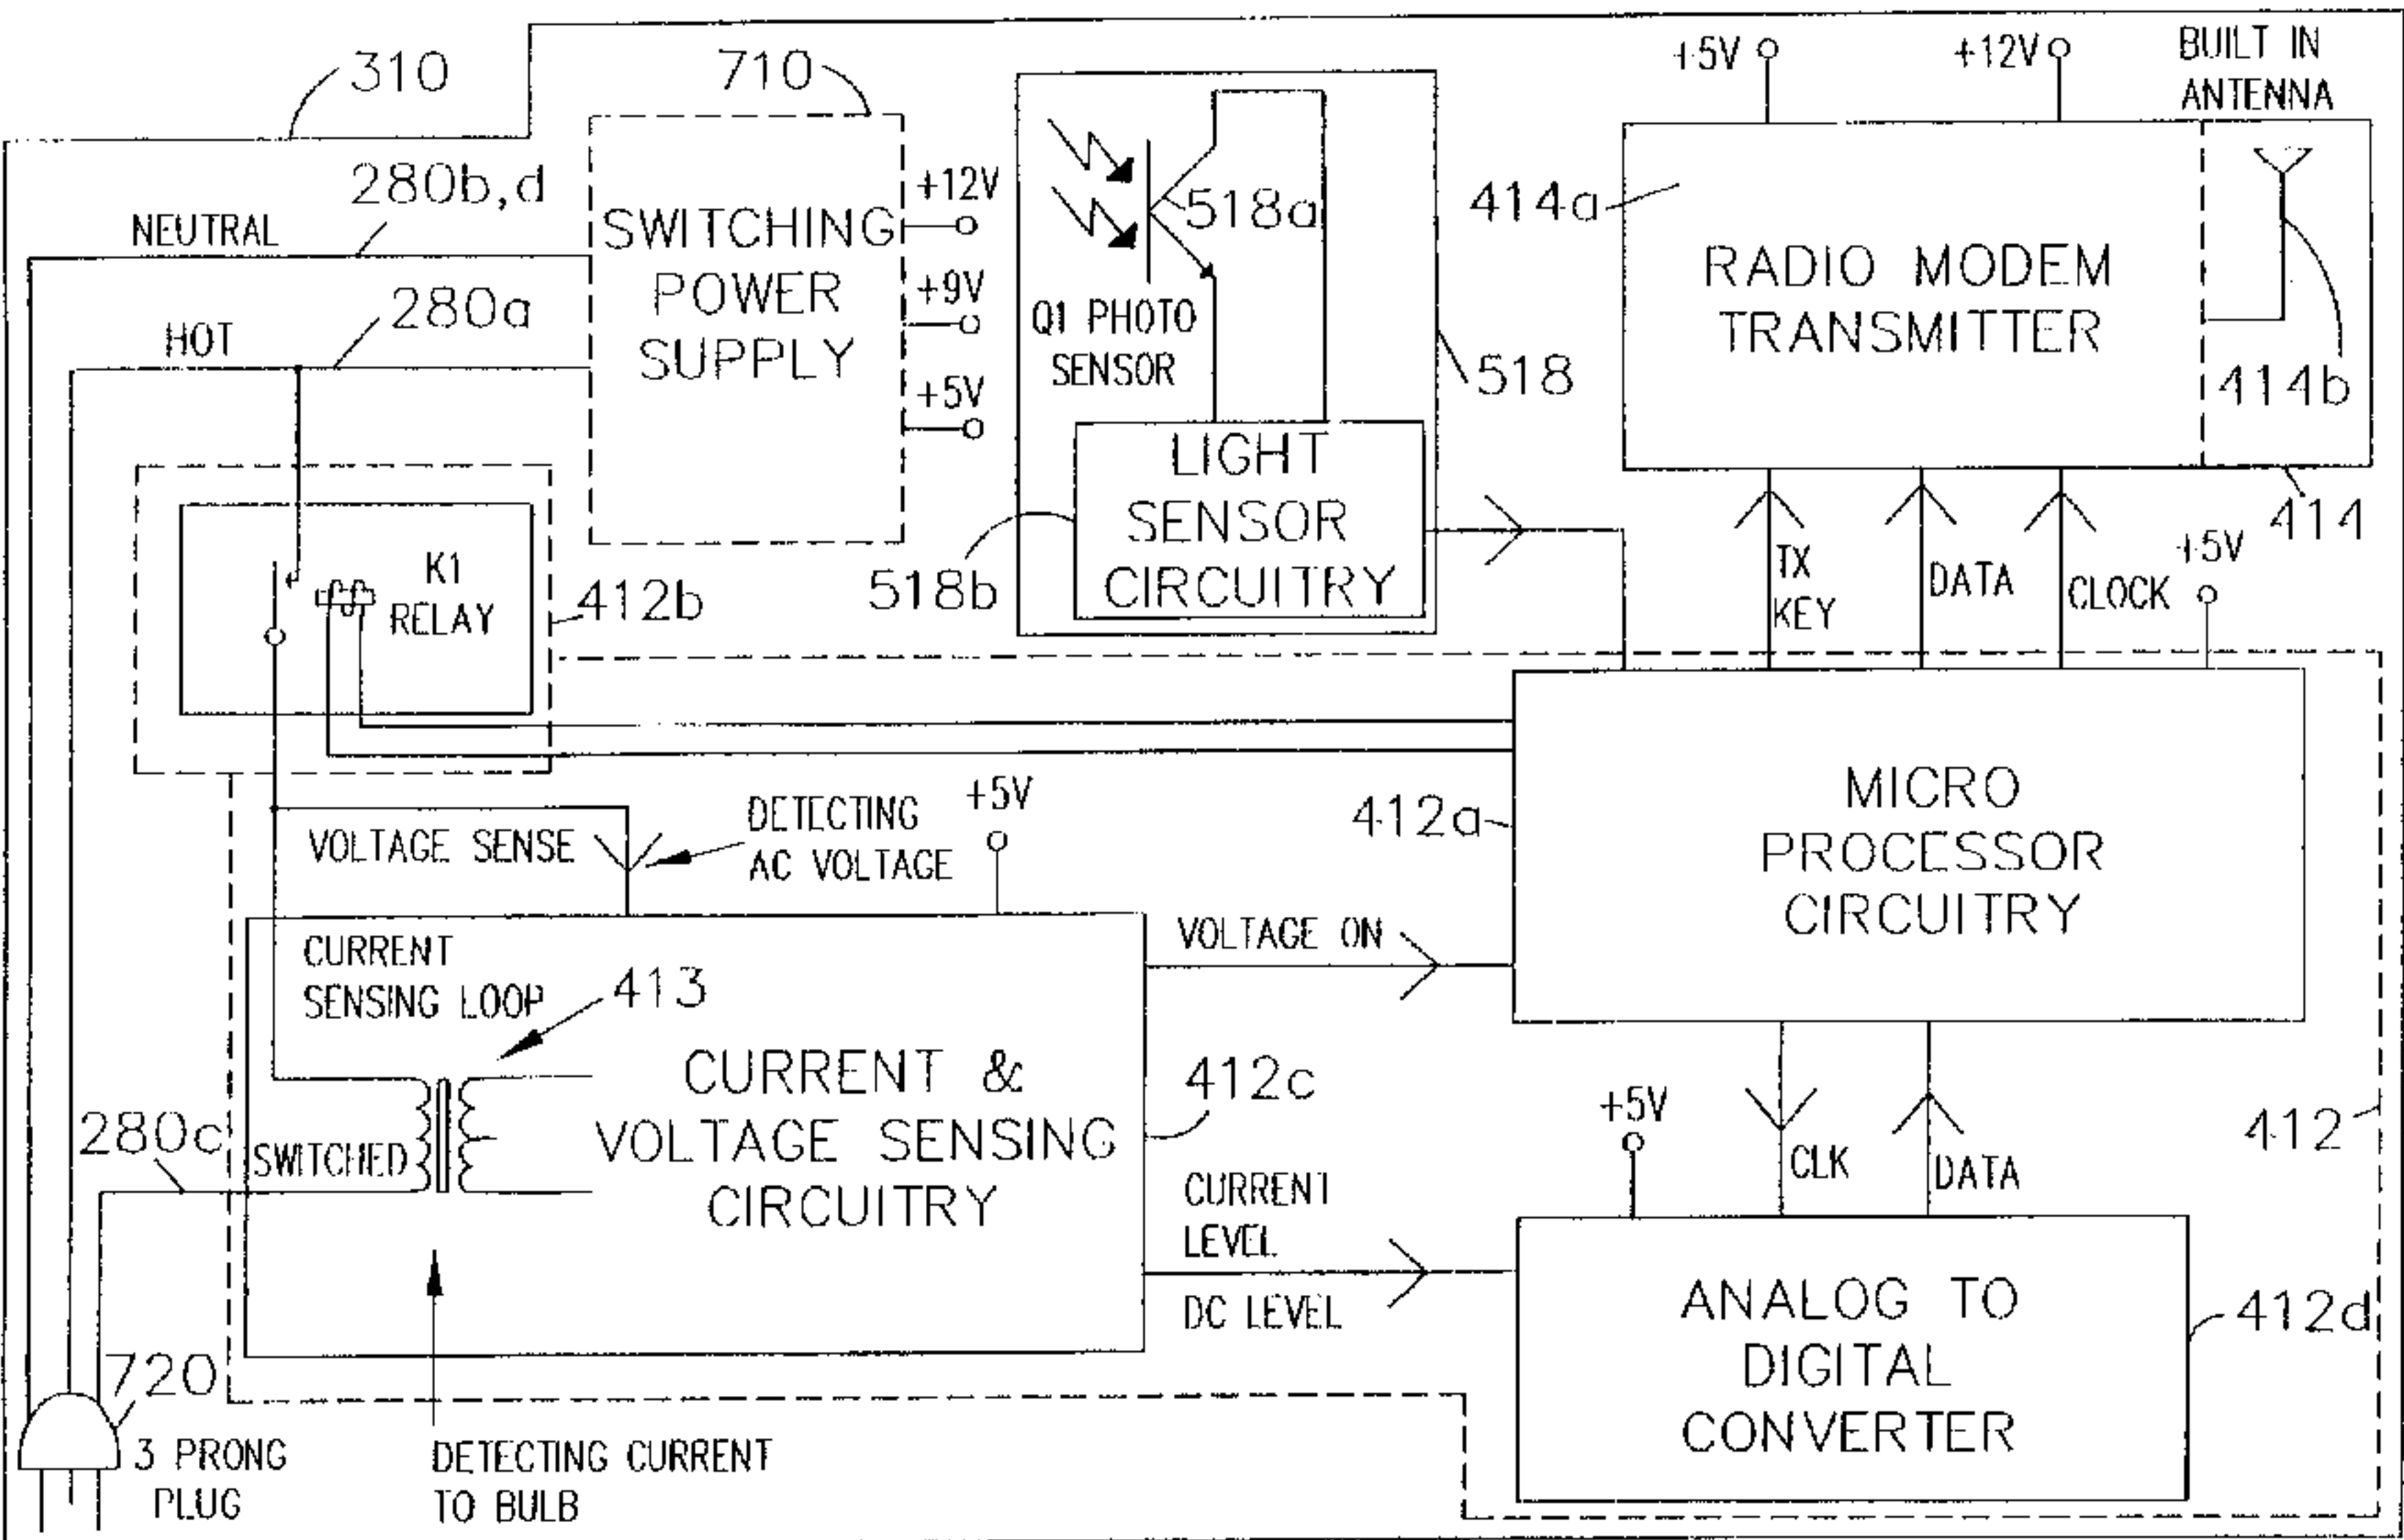 310
710
+5V
+12V
BUILT IN
ANTENNA
280b,d
NEUTRAL
280a
HOT
SWITCHING
POWER
SUPPLY
+12V
+9V
+5V
518a
Q1 PHOTO
SENSOR
518
LIGHT
SENSOR
CIRCUITRY
518b
414a
RADIO MODEM
TRANSMITTER
414b
414
TX
KEY
DATA
CLOCK
+5V
K1
RELAY
412b
VOLTAGE SENSE
DETECTING
AC VOLTAGE
+5V
412a
MICRO
PROCESSOR
CIRCUITRY
CURRENT
SENSING LOOP
413
VOLTAGE ON
CURRENT &
VOLTAGE SENSING
CIRCUITRY
412c
280c
SWITCHED
CURRENT
LEVEL
DC LEVEL
+5V
CLK
DATA
412
ANALOG TO
DIGITAL
CONVERTER
412d
720
3 PRONG
PLUG
DETECTING CURRENT
TO BULB